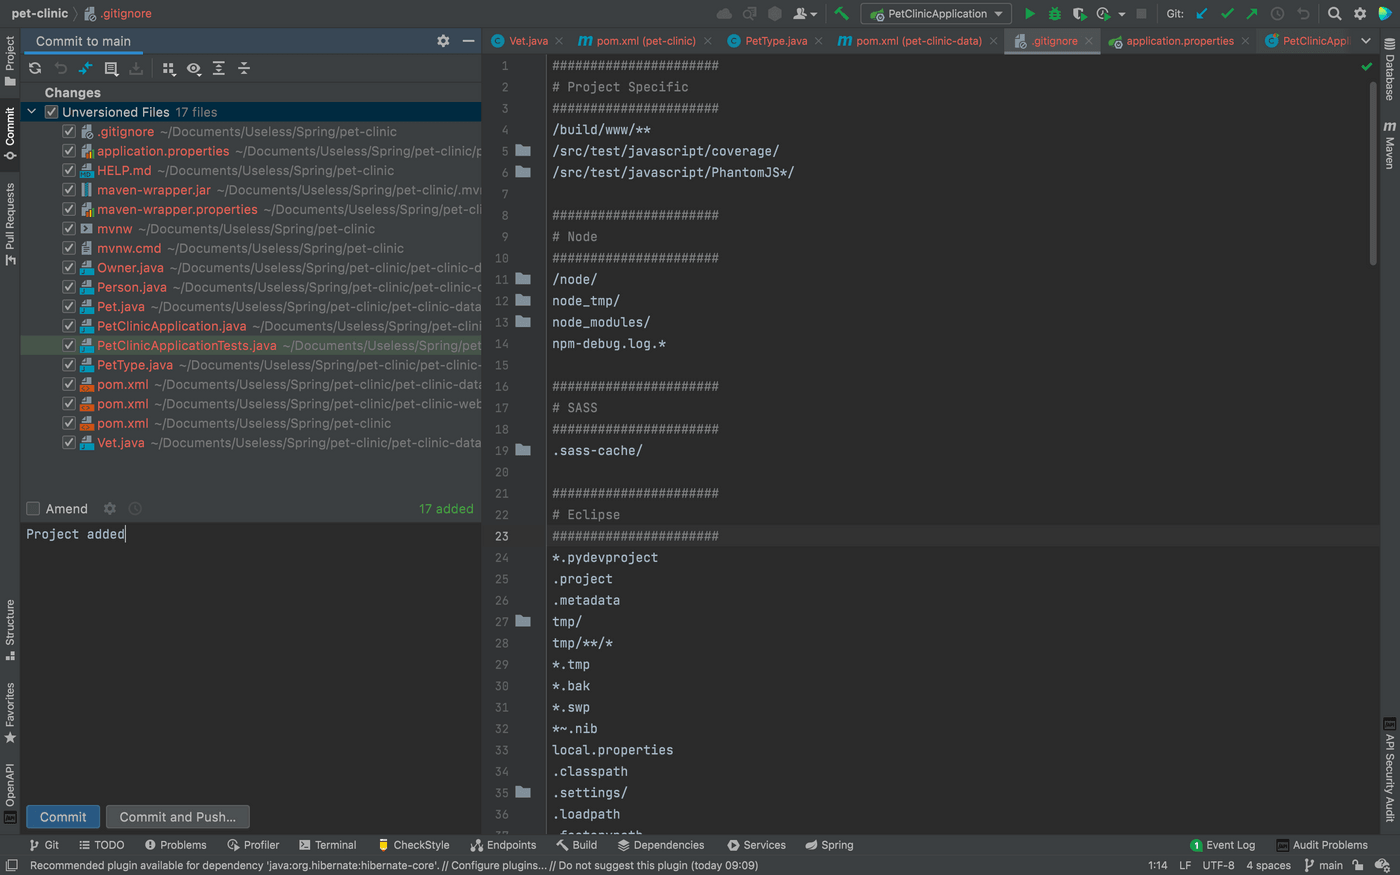 pet-clinic .gitignore
PetClinicApplication Git:
Commit to main
Vet.java pom.xml (pet-clinic) PetType.java pom.xml (pet-clinic-data) .gitignore application.properties PetClinicAppl
Project
Commit
Pull Requests
Structure
Favorites
OpenAPI
Changes
Unversioned Files 17 files
.gitignore ~/Documents/Useless/Spring/pet-clinic
application.properties ~/Documents/Useless/Spring/pet-clinic/p
HELP.md ~/Documents/Useless/Spring/pet-clinic
maven-wrapper.jar ~/Documents/Useless/Spring/pet-clinic/.mv
maven-wrapper.properties ~/Documents/Useless/Spring/pet-cli
mvnw ~/Documents/Useless/Spring/pet-clinic
mvnw.cmd ~/Documents/Useless/Spring/pet-clinic
Owner.java ~/Documents/Useless/Spring/pet-clinic/pet-clinic-d
Person.java ~/Documents/Useless/Spring/pet-clinic/pet-clinic-d
Pet.java ~/Documents/Useless/Spring/pet-clinic/pet-clinic-data
PetClinicApplication.java ~/Documents/Useless/Spring/pet-clini
PetClinicApplicationTests.java ~/Documents/Useless/Spring/pet
PetType.java ~/Documents/Useless/Spring/pet-clinic/pet-clinic-
pom.xml ~/Documents/Useless/Spring/pet-clinic/pet-clinic-data
pom.xml ~/Documents/Useless/Spring/pet-clinic/pet-clinic-web
pom.xml ~/Documents/Useless/Spring/pet-clinic
Vet.java ~/Documents/Useless/Spring/pet-clinic/pet-clinic-data
Amend 17 added
Project added
Commit Commit and Push...
1 ######################
2 # Project Specific
3 ######################
4 /build/www/**
5 /src/test/javascript/coverage/
6 /src/test/javascript/PhantomJS*/
7
8 ######################
9 # Node
10 ######################
11 /node/
12 node_tmp/
13 node_modules/
14 npm-debug.log.*
15
16 ######################
17 # SASS
18 ######################
19 .sass-cache/
20
21 ######################
22 # Eclipse
23 ######################
24 *.pydevproject
25 .project
26 .metadata
27 tmp/
28 tmp/**/*
29 *.tmp
30 *.bak
31 *.swp
32 *~.nib
33 local.properties
34 .classpath
35 .settings/
36 .loadpath
37 .factorypath
Database
Maven
API Security Audit
Git TODO Problems Profiler Terminal CheckStyle Endpoints Build Dependencies Services Spring 1 Event Log Audit Problems
Recommended plugin available for dependency 'java:org.hibernate:hibernate-core'. // Configure plugins... // Do not suggest this plugin (today 09:09) 1:14 LF UTF-8 4 spaces main